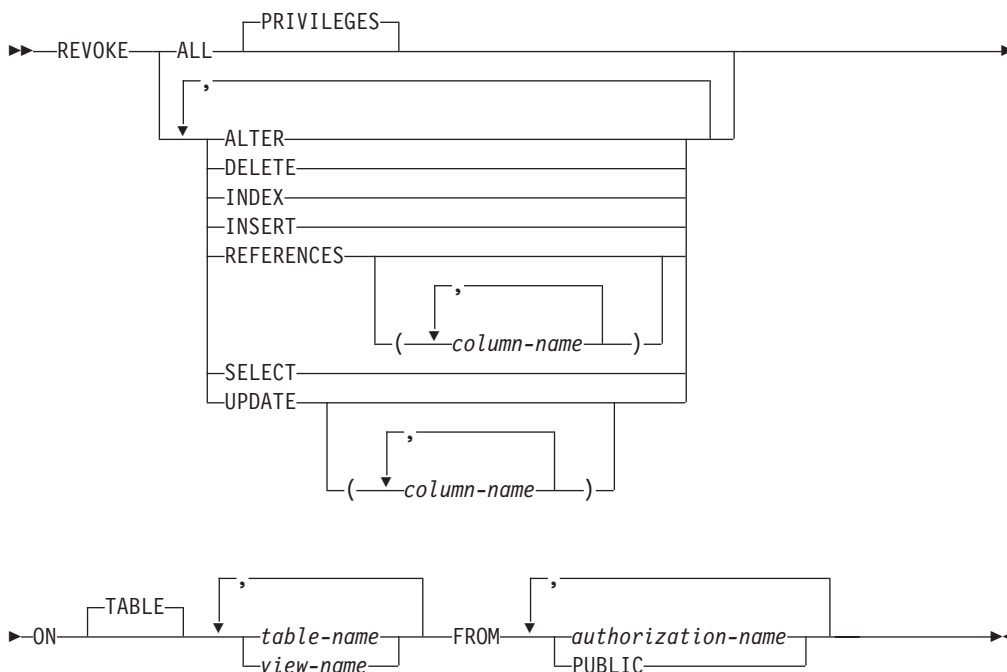 PRIVILEGES
REVOKE ALL
,
ALTER
DELETE
INDEX
INSERT
REFERENCES
,
( column-name )
SELECT
UPDATE
,
( column-name )
TABLE , ,
ON table-name FROM authorization-name
view-name PUBLIC